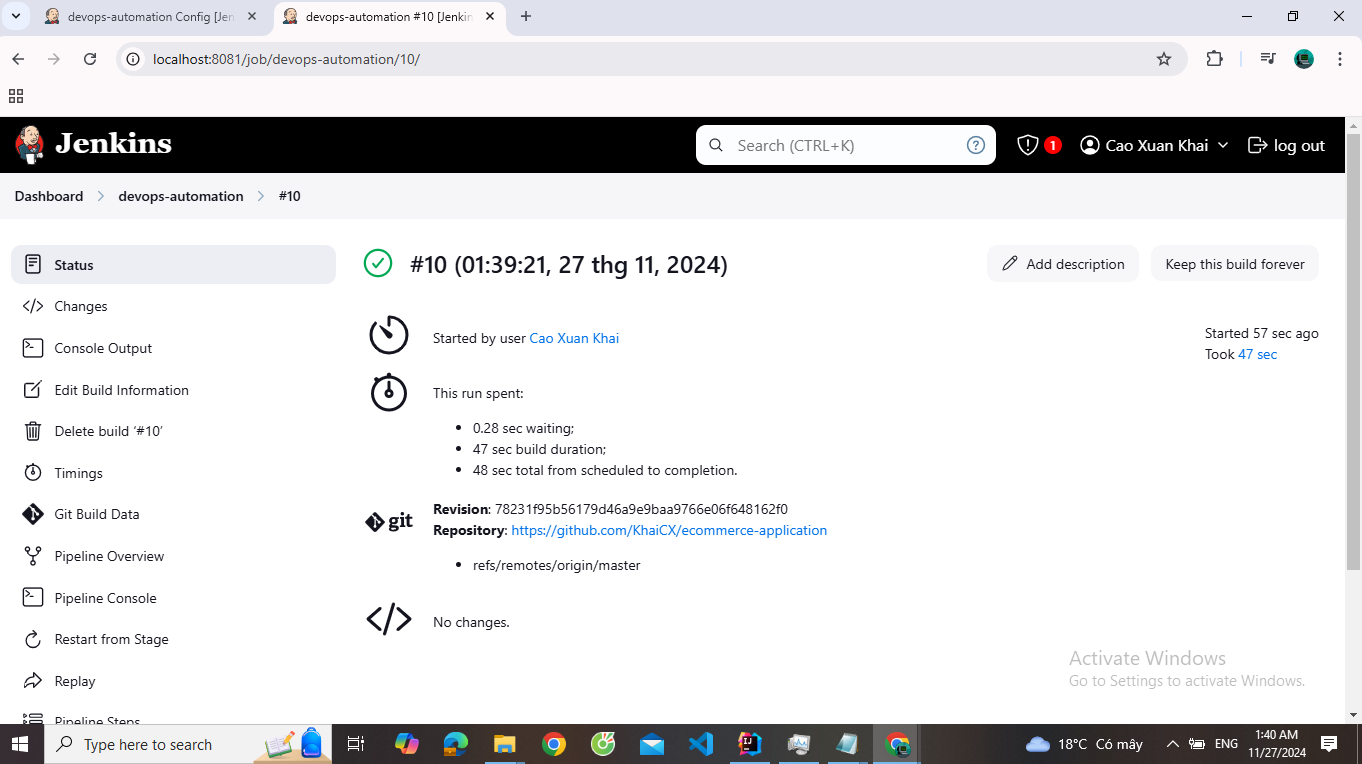 devops-automation Config [Jen
devops-automation #10 [Jenkin
localhost:8081/job/devops-automation/10/
Jenkins
Search (CTRL+K)
1
Cao Xuan Khai
log out
Dashboard
devops-automation
#10
Status
Changes
Console Output
Edit Build Information
Delete build ‘#10’
Timings
Git Build Data
Pipeline Overview
Pipeline Console
Restart from Stage
Replay
Pipeline Steps
#10 (01:39:21, 27 thg 11, 2024)
Add description
Keep this build forever
Started by user Cao Xuan Khai
Started 57 sec ago
Took 47 sec
This run spent:
0.28 sec waiting;
47 sec build duration;
48 sec total from scheduled to completion.
git
Revision: 78231f95b56179d46a9e9baa9766e06f648162f0
Repository: https://github.com/KhaiCX/ecommerce-application
refs/remotes/origin/master
No changes.
Activate Windows
Go to Settings to activate Windows.
Type here to search
18°C Có mây
ENG
1:40 AM
11/27/2024